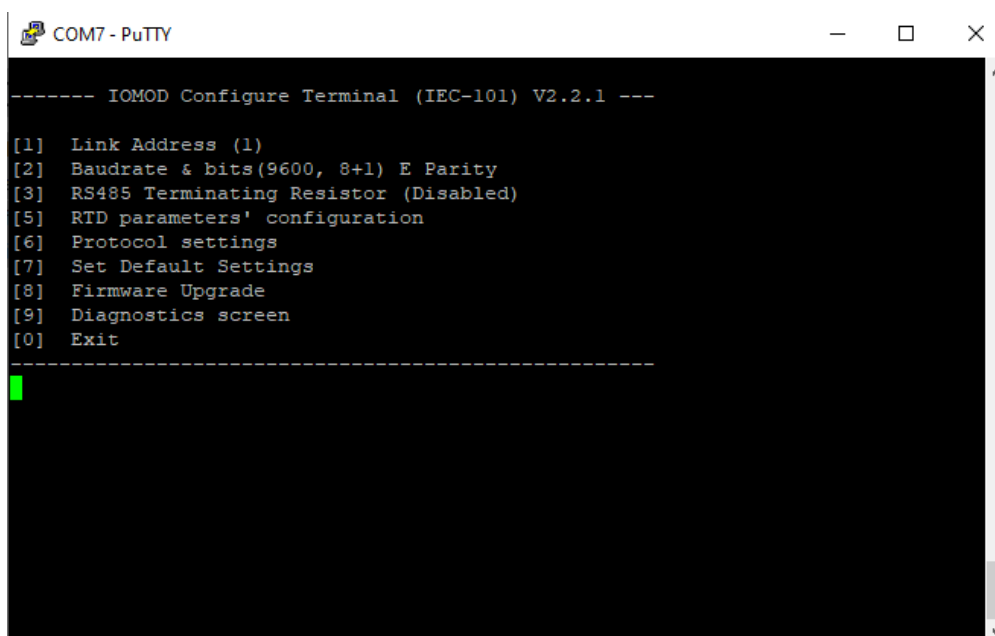 COM7 - PuTTY
------- IOMOD Configure Terminal (IEC-101) V2.2.1 ---
[1]  Link Address (1)
[2]  Baudrate & bits(9600, 8+1) E Parity
[3]  RS485 Terminating Resistor (Disabled)
[5]  RTD parameters' configuration
[6]  Protocol settings
[7]  Set Default Settings
[8]  Firmware Upgrade
[9]  Diagnostics screen
[0]  Exit
-----------------------------------------------------